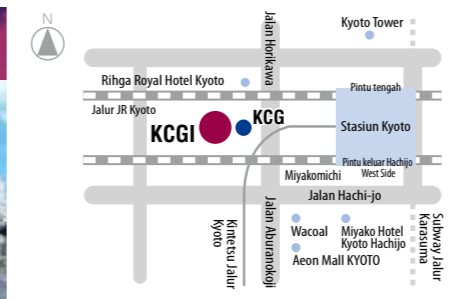 N
Kyoto Tower
Jalan Horikawa
Rihga Royal Hotel Kyoto
Pintu tengah
Jalur JR Kyoto
KCGI
KCG
Stasiun Kyoto
Pintu keluar Hachijo
West Side
Miyakomichi
Jalan Hachi-jo
Kintetsu Jalur
Kyoto
Jalan Aburanokoji
Wacoal
Miyako Hotel
Kyoto Hachijo
Aeon Mall KYOTO
Subway Jalur
Karasuma